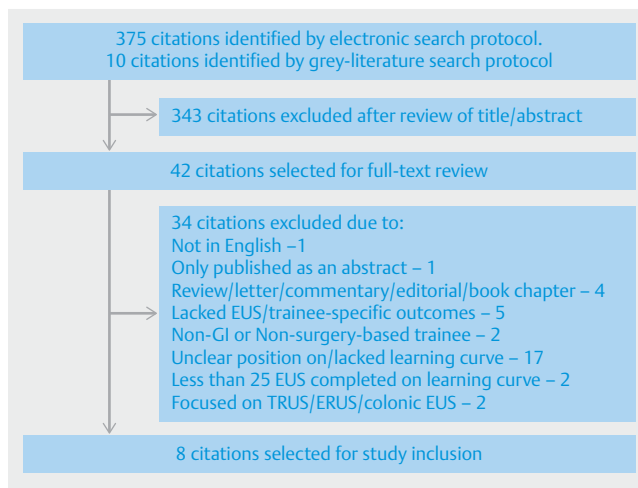 375 citations identified by electronic search protocol.
10 citations identified by grey-literature search protocol
343 citations excluded after review of title/abstract
42 citations selected for full-text review
34 citations excluded due to:
Not in English –1
Only published as an abstract – 1
Review/letter/commentary/editorial/book chapter – 4
Lacked EUS/trainee-specific outcomes – 5
Non-GI or Non-surgery-based trainee – 2
Unclear position on/lacked learning curve – 17
Less than 25 EUS completed on learning curve – 2
Focused on TRUS/ERUS/colonic EUS – 2
8 citations selected for study inclusion